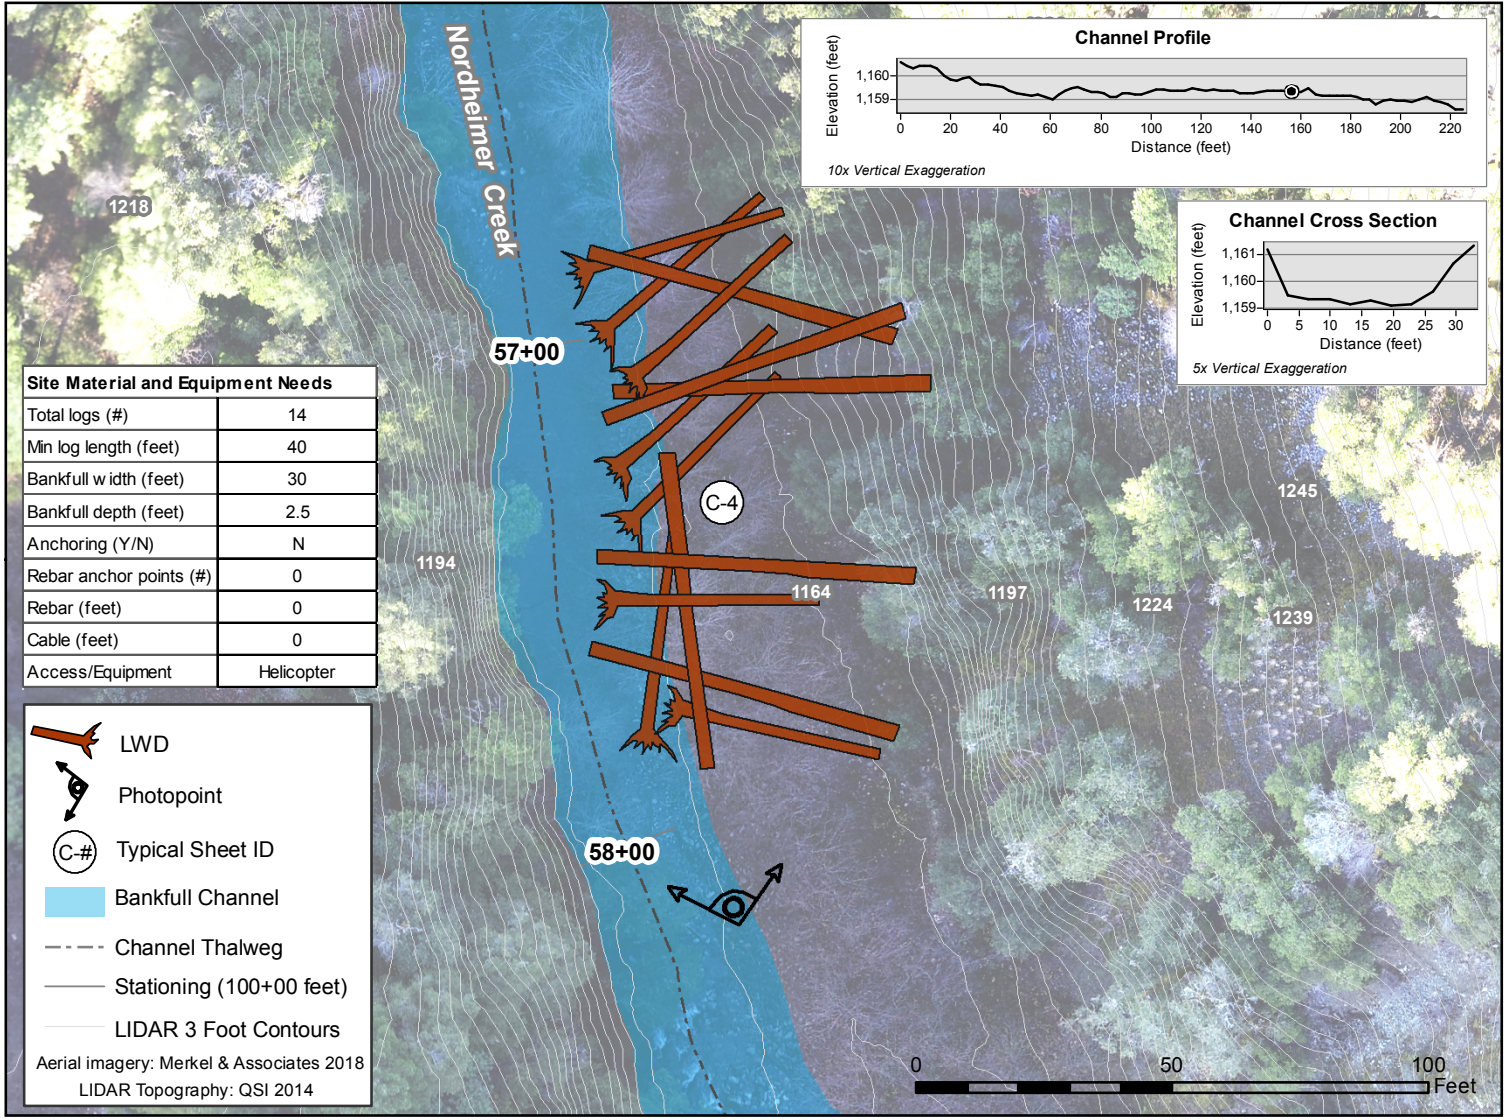 Nordheimer Creek
Channel Profile
Elevation (feet)
1,160
1,159
0 20 40 60 80 100 120 140 160 180 200 220
Distance (feet)
10x Vertical Exaggeration
Channel Cross Section
Elevation (feet)
1,161
1,160
1,159
0 5 10 15 20 25 30
Distance (feet)
5x Vertical Exaggeration
1218
57+00
Site Material and Equipment Needs
Total logs (#) 14
Min log length (feet) 40
Bankfull width (feet) 30
Bankfull depth (feet) 2.5
Anchoring (Y/N) N
Rebar anchor points (#) 0
Rebar (feet) 0
Cable (feet) 0
Access/Equipment Helicopter
C-4
1245
1194
1164
1197
1224
1239
58+00
LWD
Photopoint
C-# Typical Sheet ID
Bankfull Channel
Channel Thalweg
Stationing (100+00 feet)
LIDAR 3 Foot Contours
Aerial imagery: Merkel & Associates 2018
LIDAR Topography: QSI 2014
0 50 100
Feet